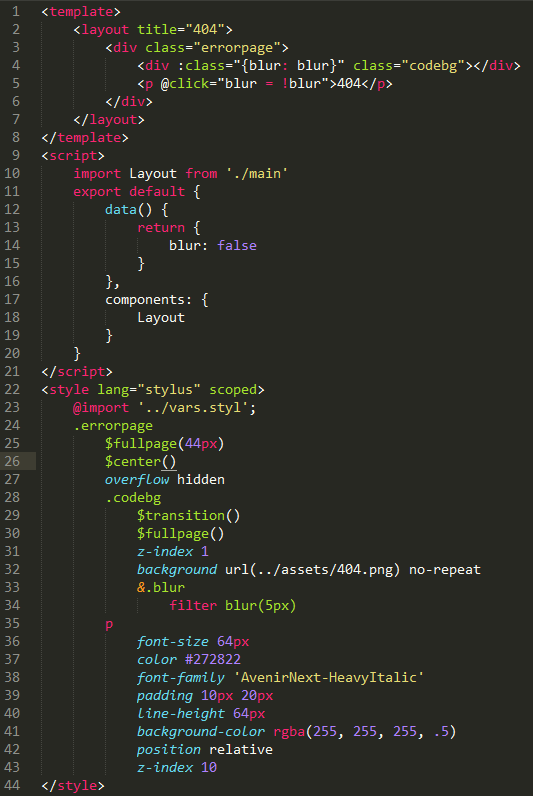 1 <template>
2     <layout title="404">
3         <div class="errorpage">
4             <div :class="{blur: blur}" class="codebg"></div>
5             <p @click="blur = !blur">404</p>
6         </div>
7     </layout>
8 </template>
9 <script>
10     import Layout from './main'
11     export default {
12         data() {
13             return {
14                 blur: false
15             }
16         },
17         components: {
18             Layout
19         }
20     }
21 </script>
22 <style lang="stylus" scoped>
23     @import '../vars.styl';
24     .errorpage
25         $fullpage(44px)
26         $center()
27         overflow hidden
28         .codebg
29             $transition()
30             $fullpage()
31             z-index 1
32             background url(../assets/404.png) no-repeat
33             &.blur
34                 filter blur(5px)
35         p
36             font-size 64px
37             color #272822
38             font-family 'AvenirNext-HeavyItalic'
39             padding 10px 20px
40             line-height 64px
41             background-color rgba(255, 255, 255, .5)
42             position relative
43             z-index 10
44 </style>